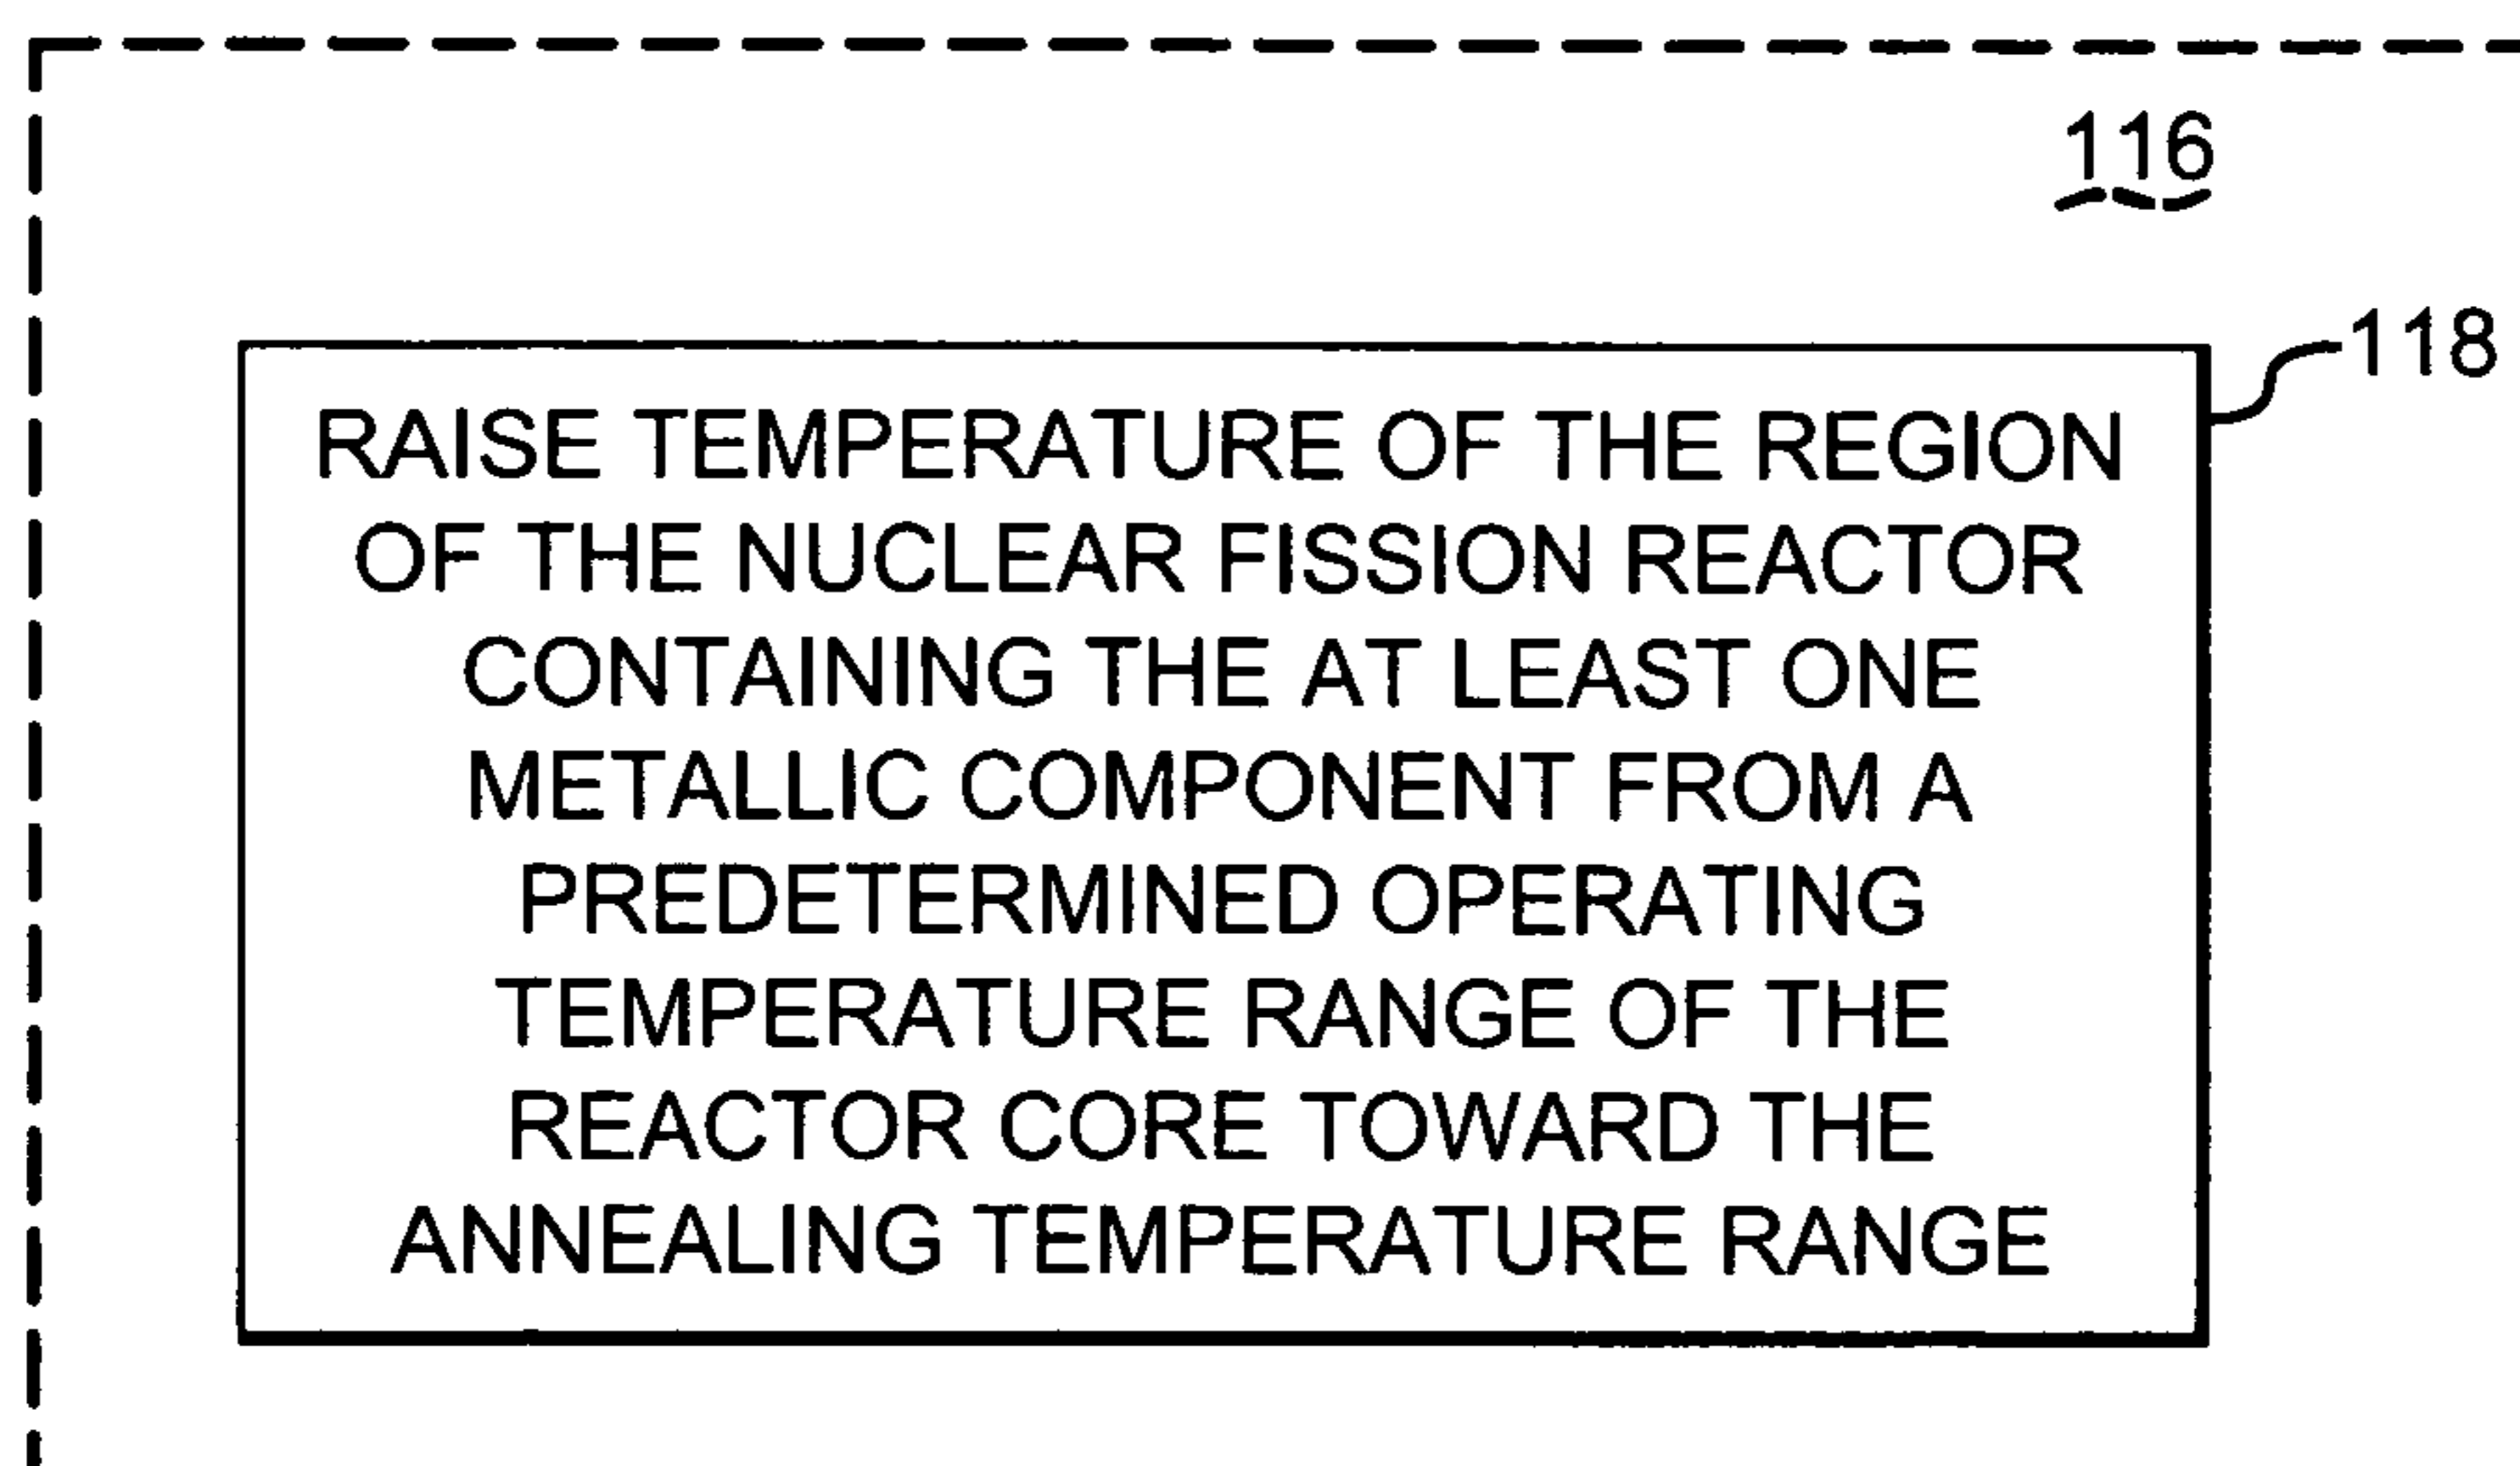 116
118
RAISE TEMPERATURE OF THE REGION
OF THE NUCLEAR FISSION REACTOR
CONTAINING THE AT LEAST ONE
METALLIC COMPONENT FROM A
PREDETERMINED OPERATING
TEMPERATURE RANGE OF THE
REACTOR CORE TOWARD THE
ANNEALING TEMPERATURE RANGE